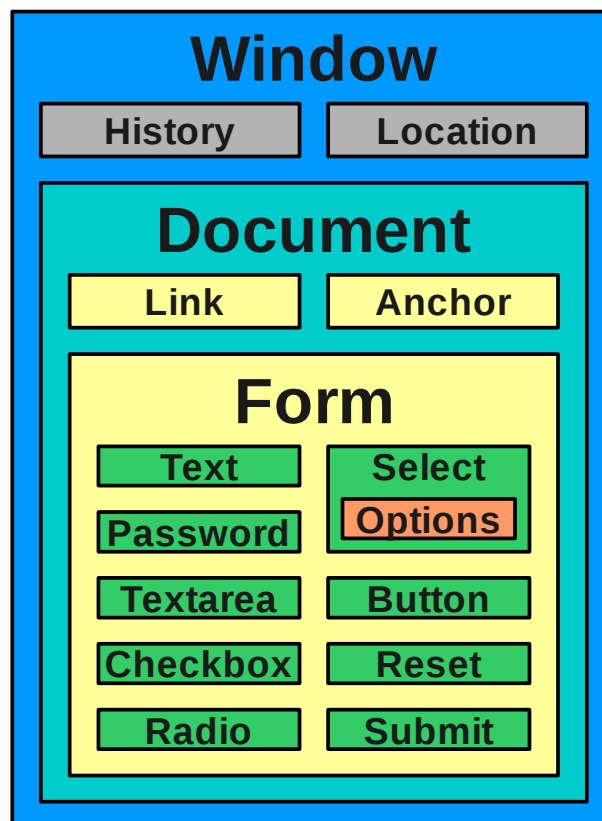 Window
History Location
Document
Link Anchor
Form
Text Select
Options
Password
Textarea Button
Checkbox Reset
Radio Submit